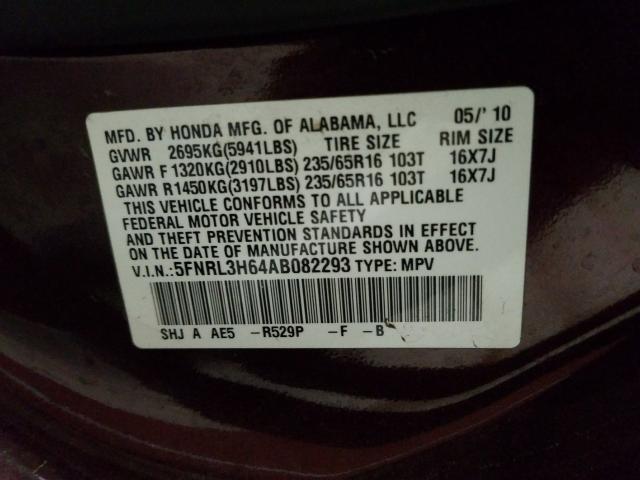 MFD. BY HONDA MFG. OF ALABAMA, LLC 05/' 10
GVWR 2695KG(5941LBS) TIRE SIZE RIM SIZE
GAWR F 1320KG(2910LBS) 235/65R16 103T 16X7J
GAWR R1450KG(3197LBS) 235/65R16 103T 16X7J
THIS VEHICLE CONFORMS TO ALL APPLICABLE
FEDERAL MOTOR VEHICLE SAFETY
AND THEFT PREVENTION STANDARDS IN EFFECT
ON THE DATE OF MANUFACTURE SHOWN ABOVE.
V.I.N.:5FNRL3H64AB082293 TYPE: MPV
SHJ A AE5 -R529P -F -B